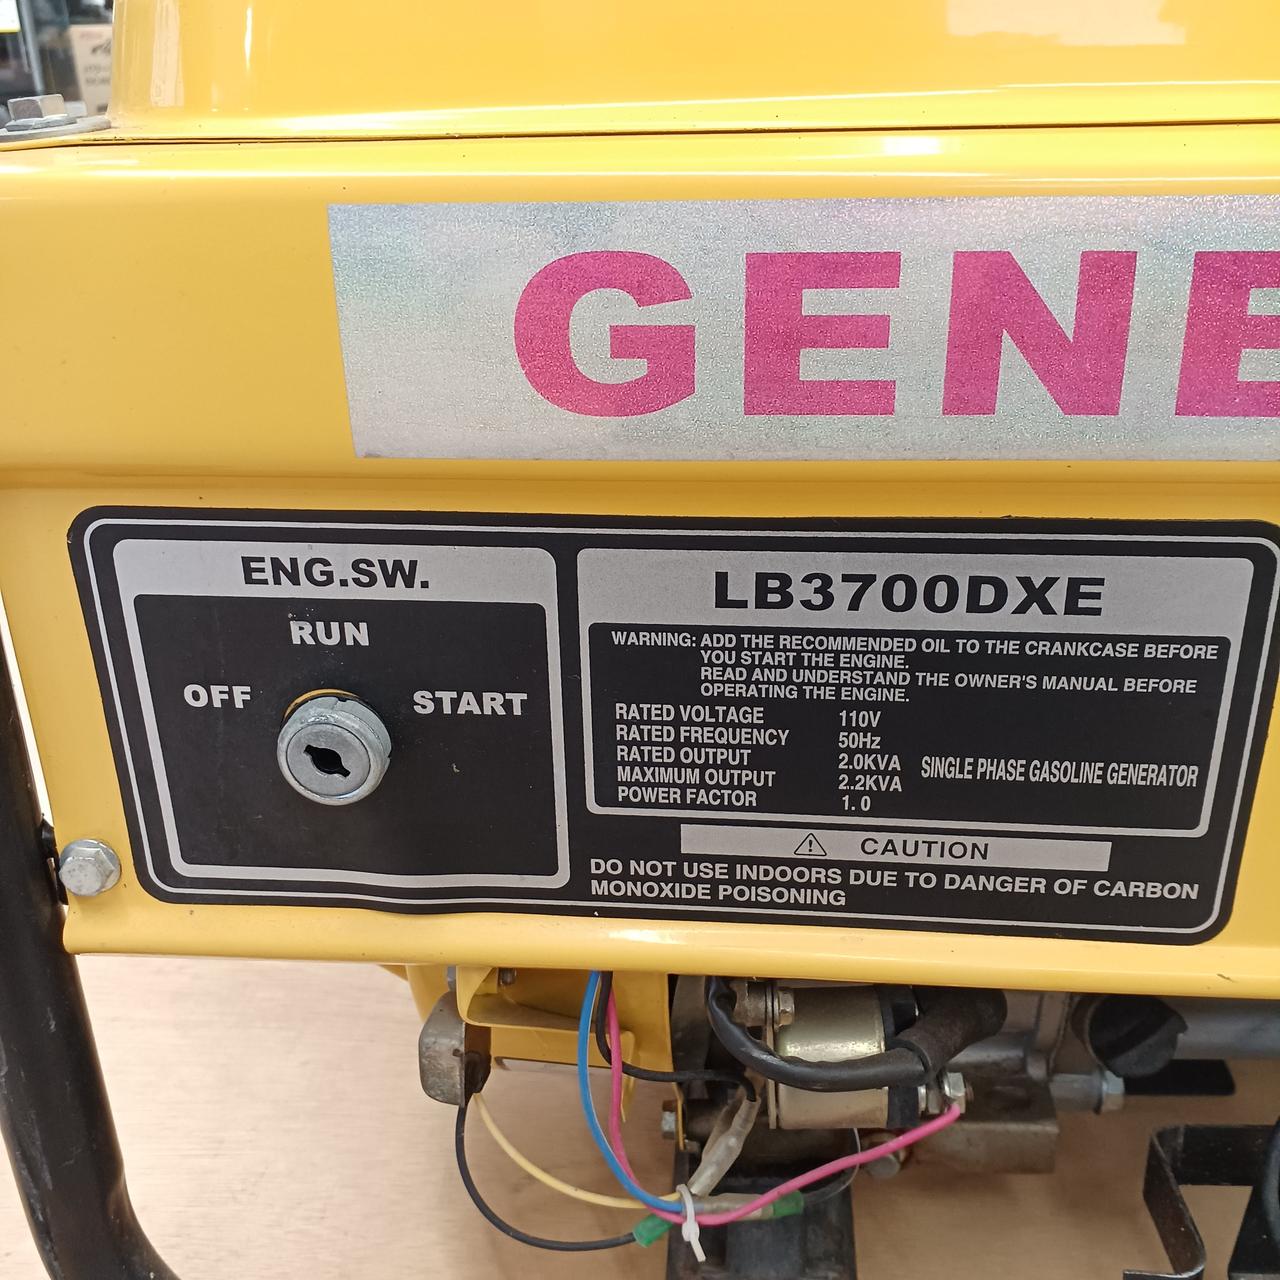 GENE
ENG.SW.
RUN
OFF
START
LB3700DXE
WARNING: ADD THE RECOMMENDED OIL TO THE CRANKCASE BEFORE
YOU START THE ENGINE.
READ AND UNDERSTAND THE OWNER'S MANUAL BEFORE
OPERATING THE ENGINE.
RATED VOLTAGE 110V
RATED FREQUENCY 50Hz
RATED OUTPUT 2.0KVA
SINGLE PHASE GASOLINE GENERATOR
MAXIMUM OUTPUT 2..2KVA
POWER FACTOR 1.0
CAUTION
DO NOT USE INDOORS DUE TO DANGER OF CARBON
MONOXIDE POISONING